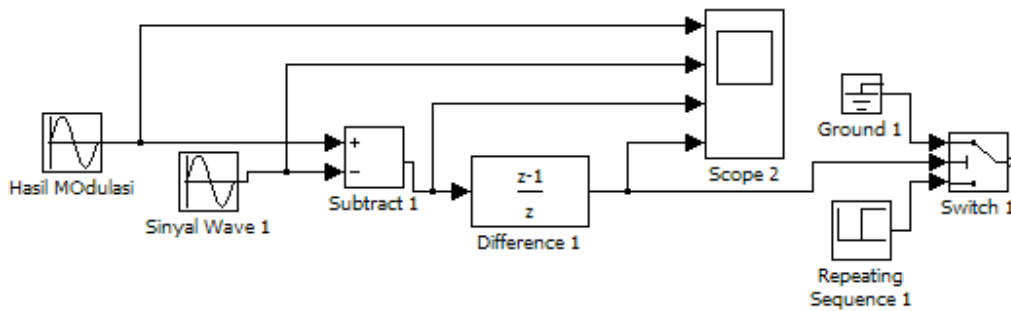 Hasil MOdulasi
Sinyal Wave 1
+
−
Subtract 1
z-1
z
Difference 1
Scope 2
Ground 1
Switch 1
Repeating
Sequence 1